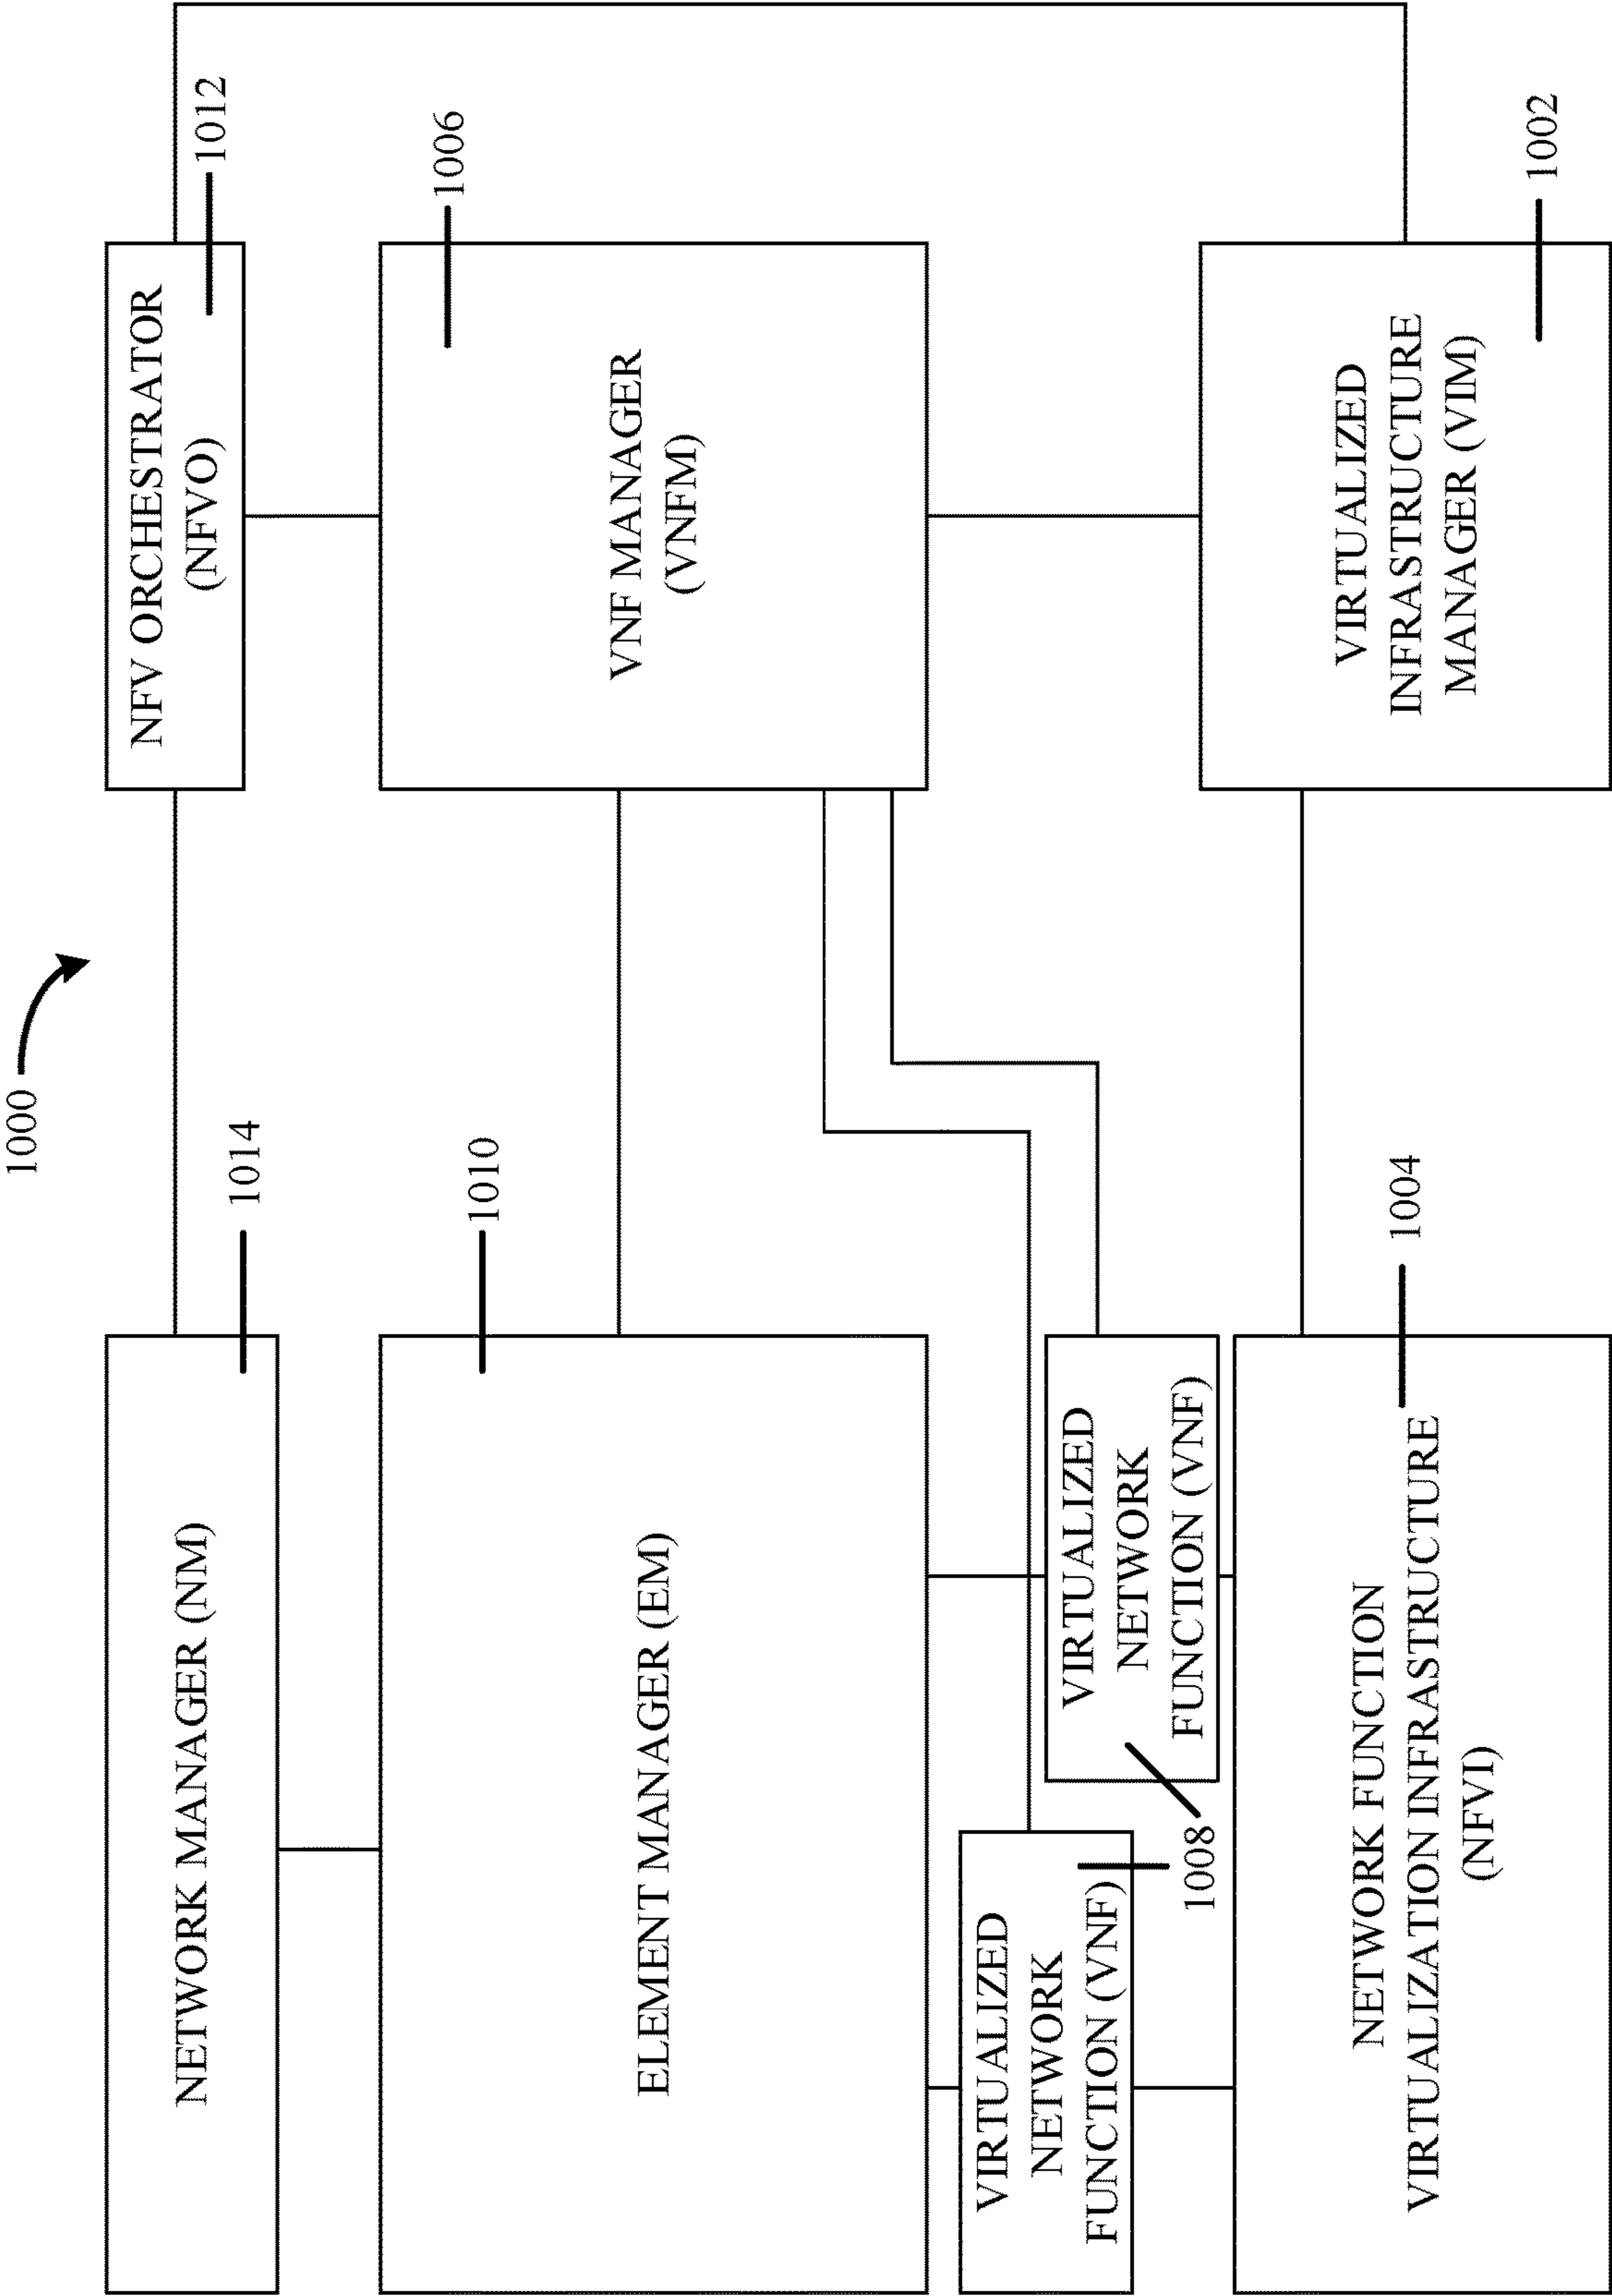 1000
NETWORK MANAGER (NM)
1014
NFV ORCHESTRATOR
(NFVO)
1012
ELEMENT MANAGER (EM)
1010
VNF MANAGER
(VNFM)
1006
VIRTUALIZED
NETWORK
FUNCTION (VNF)
1008
VIRTUALIZED
NETWORK
FUNCTION (VNF)
NETWORK FUNCTION
VIRTUALIZATION INFRASTRUCTURE
(NFVI)
1004
VIRTUALIZED
INFRASTRUCTURE
MANAGER (VIM)
1002